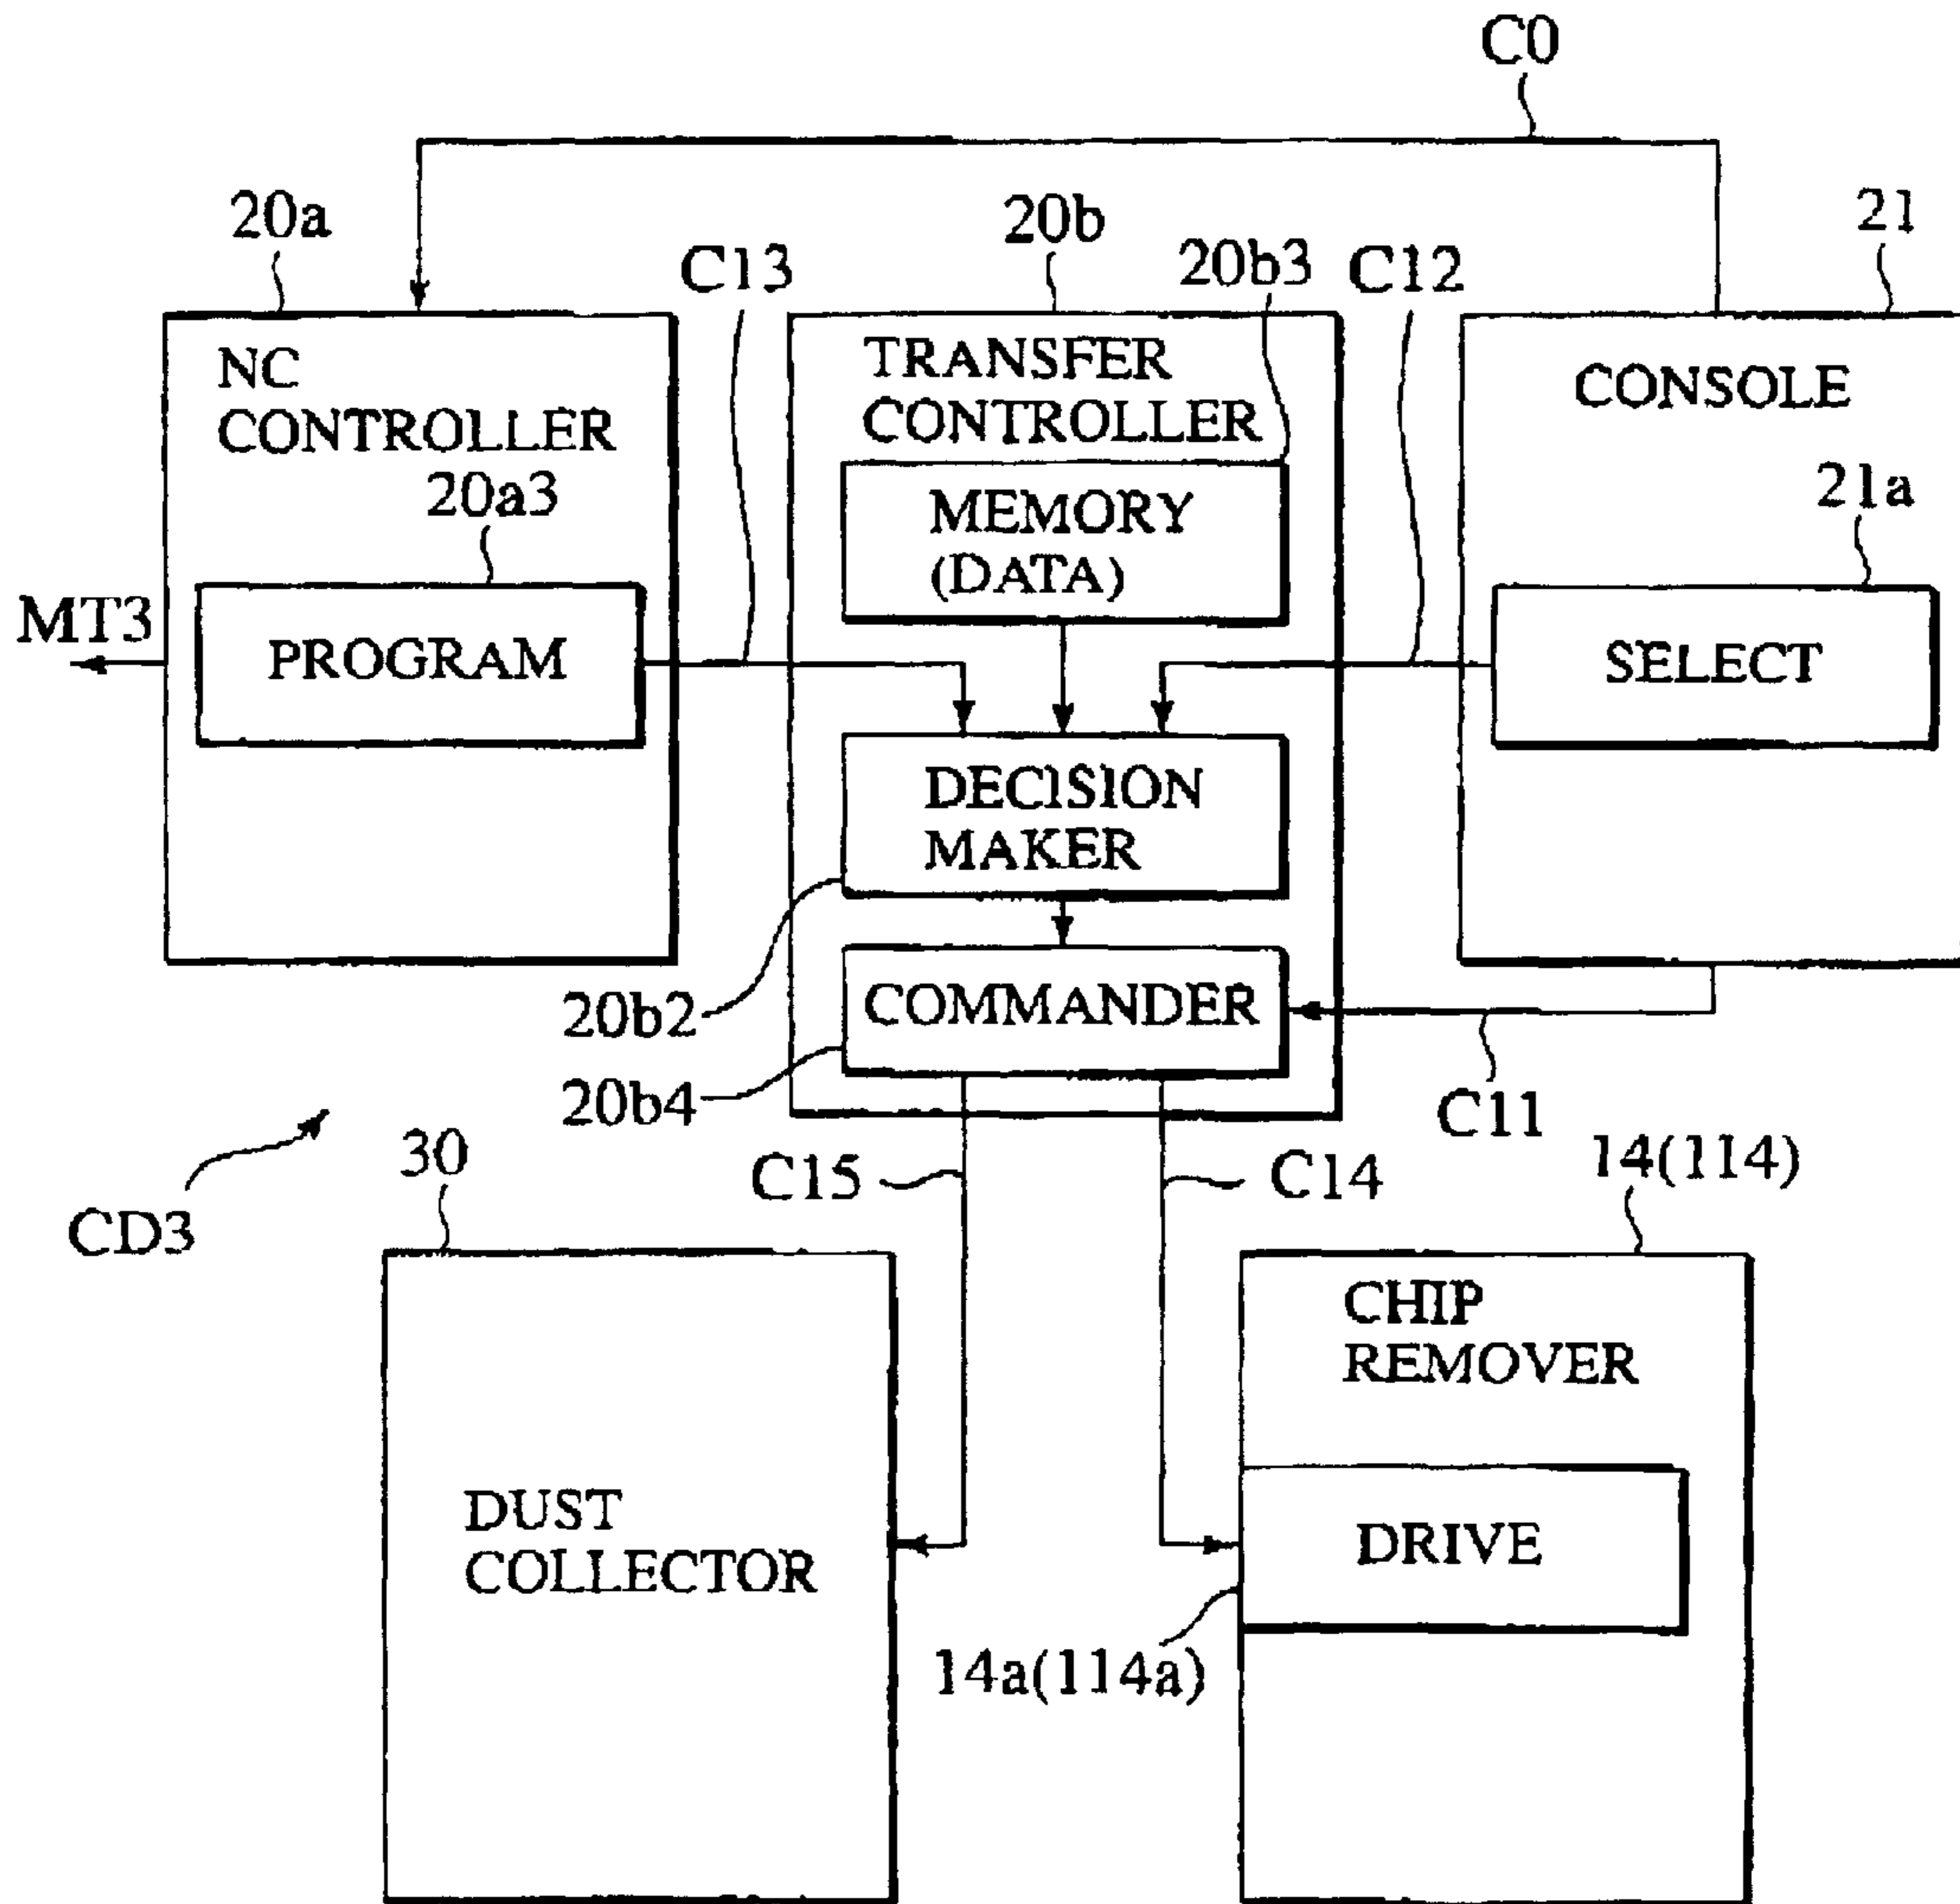 C0
20a
20b
21
C13
20b3
C12
NC
CONTROLLER
TRANSFER
CONTROLLER
CONSOLE
20a3
MEMORY
(DATA)
21a
MT3
PROGRAM
SELECT
DECISION
MAKER
20b2
COMMANDER
20b4
C11
CD3
30
C15
C14
14(114)
CHIP
REMOVER
DUST
COLLECTOR
DRIVE
14a(114a)